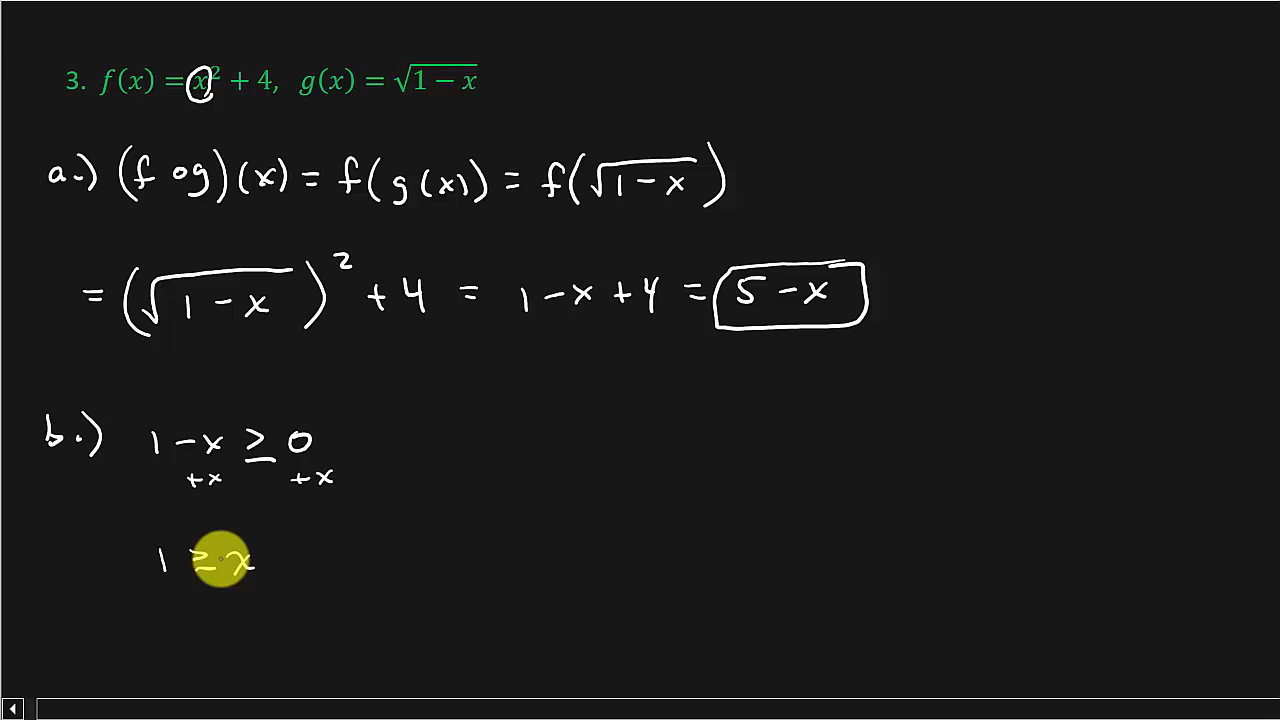 3. f(x) = x² + 4, g(x) = √(1 − x)
a.) (f ∘ g)(x) = f(g(x)) = f(√(1 − x))
= (√(1 − x))² + 4 = 1 − x + 4 = 5 − x
b.) 1 − x ≥ 0
+x +x
1 ≥ x